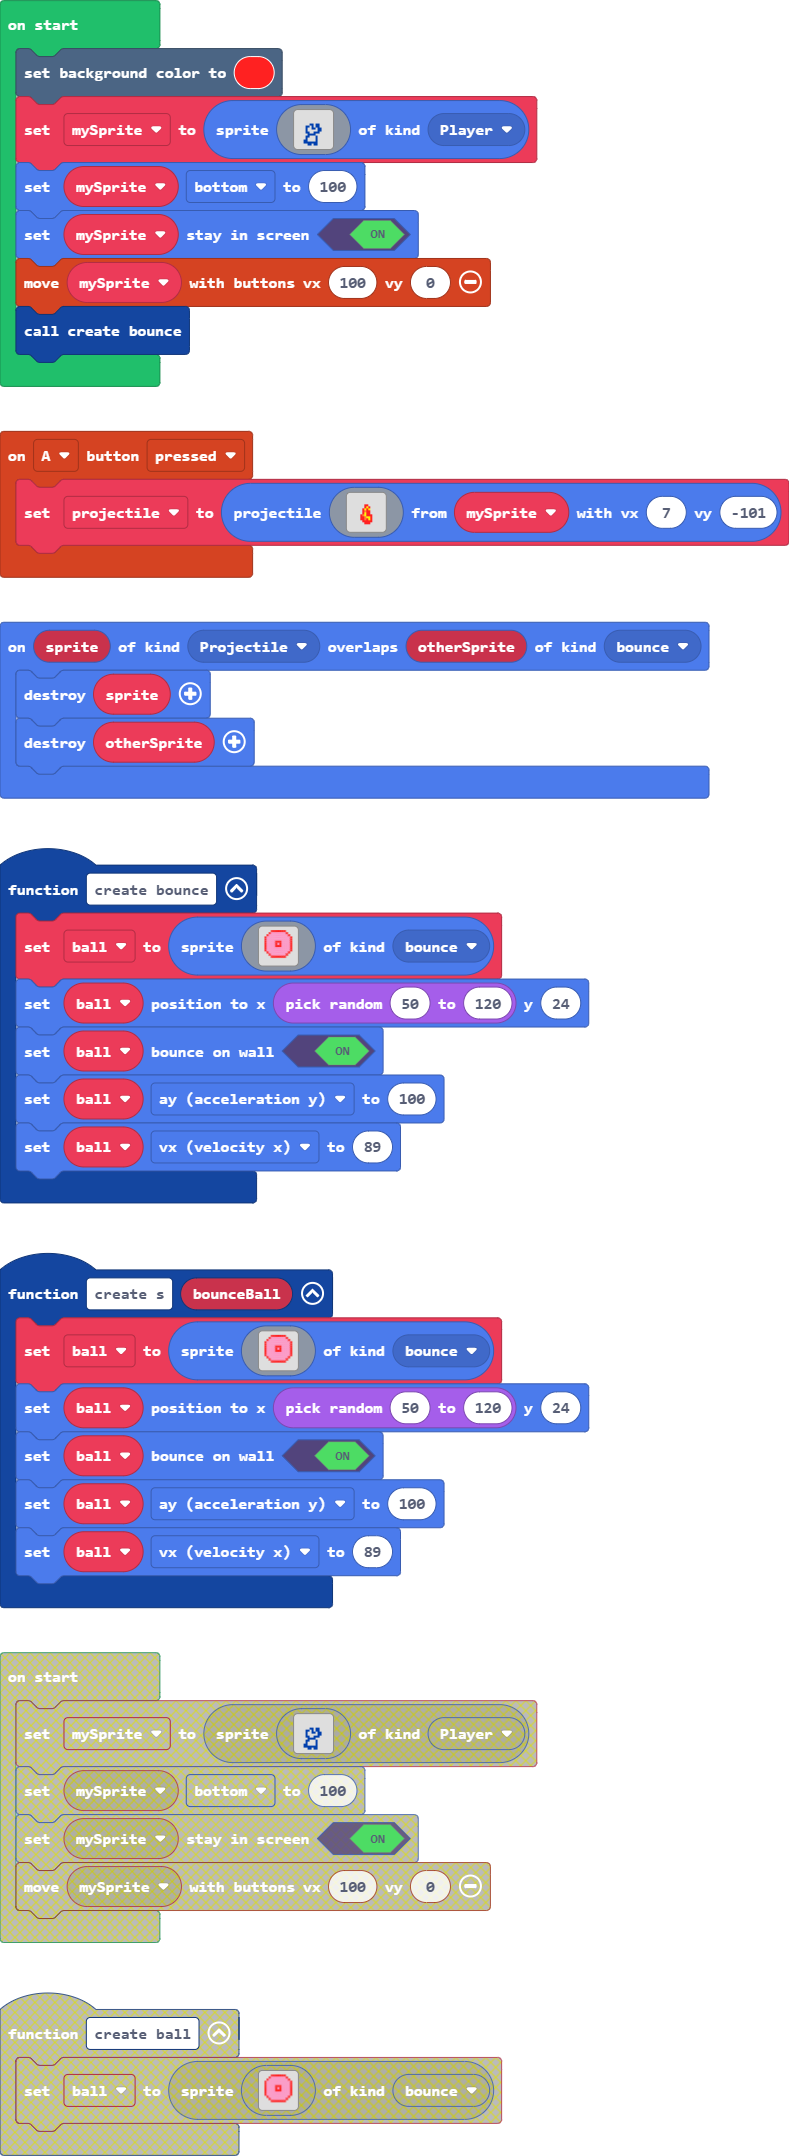 on start
set background color to
set mySprite to sprite of kind Player
set mySprite bottom to 100
set mySprite stay in screen ON
move mySprite with buttons vx 100 vy 0
call create bounce
on A button pressed
set projectile to projectile from mySprite with vx 7 vy -101
on sprite of kind Projectile overlaps otherSprite of kind bounce
destroy sprite
destroy otherSprite
function create bounce
set ball to sprite of kind bounce
set ball position to x pick random 50 to 120 y 24
set ball bounce on wall ON
set ball ay (acceleration y) to 100
set ball vx (velocity x) to 89
function create s bounceBall
set ball to sprite of kind bounce
set ball position to x pick random 50 to 120 y 24
set ball bounce on wall ON
set ball ay (acceleration y) to 100
set ball vx (velocity x) to 89
on start
set mySprite to sprite of kind Player
set mySprite bottom to 100
set mySprite stay in screen ON
move mySprite with buttons vx 100 vy 0
function create ball
set ball to sprite of kind bounce